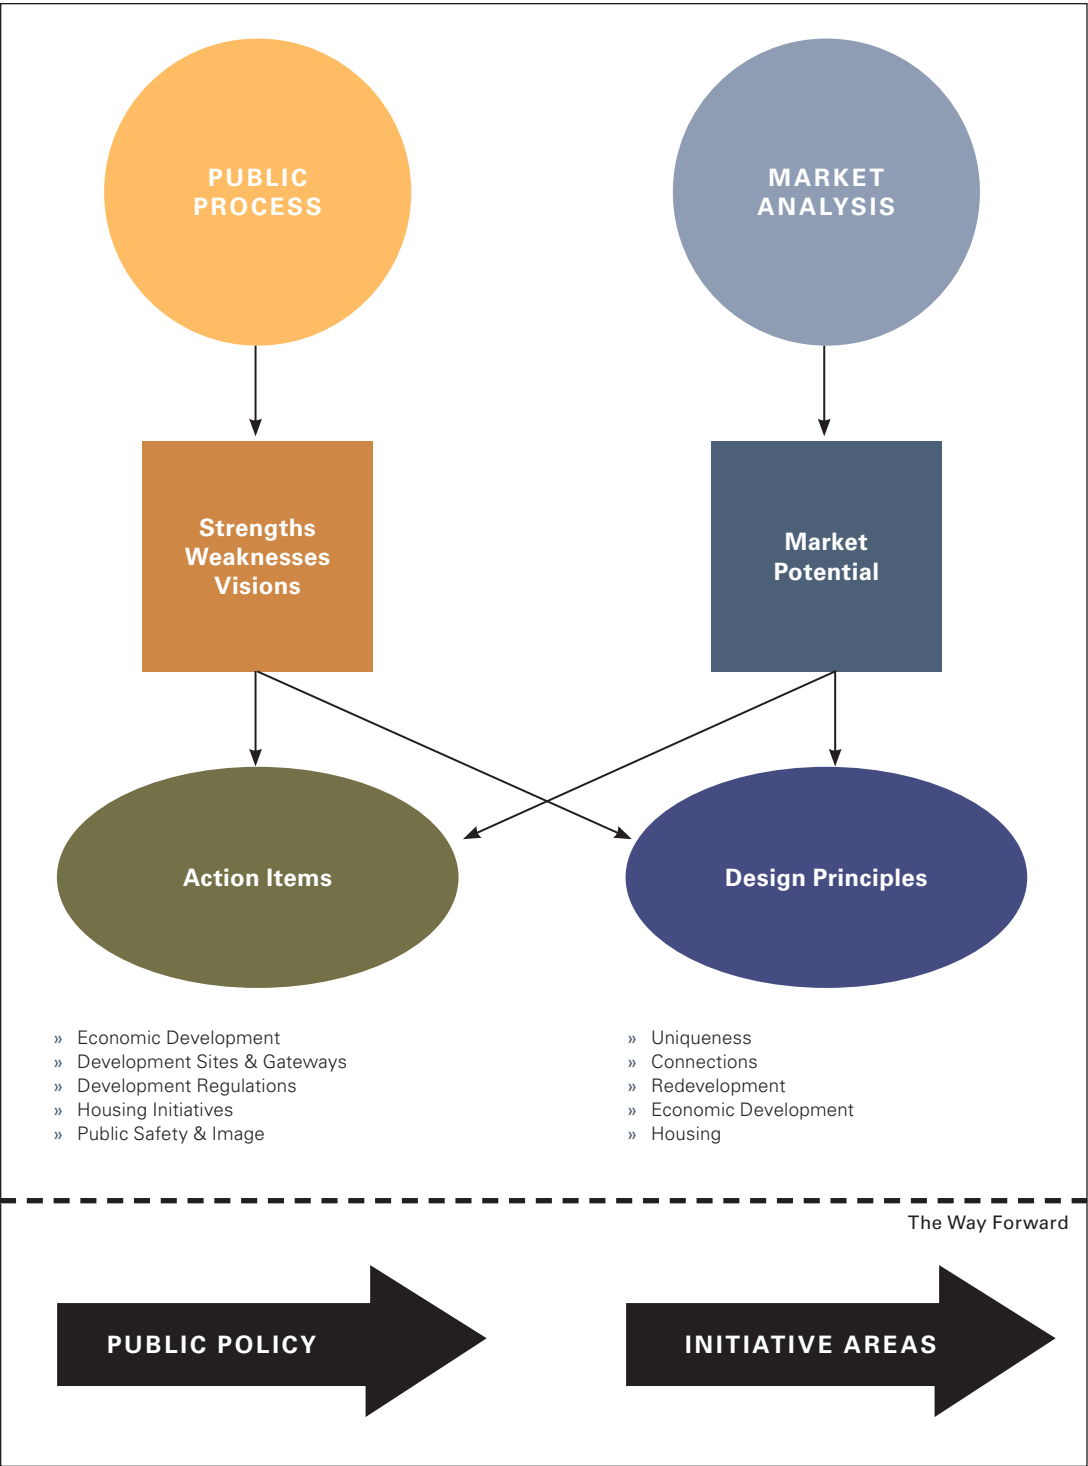 PUBLIC
PROCESS
MARKET
ANALYSIS
Strengths
Weaknesses
Visions
Market
Potential
Action Items
Design Principles
» Economic Development
» Development Sites & Gateways
» Development Regulations
» Housing Initiatives
» Public Safety & Image
» Uniqueness
» Connections
» Redevelopment
» Economic Development
» Housing
The Way Forward
PUBLIC POLICY
INITIATIVE AREAS